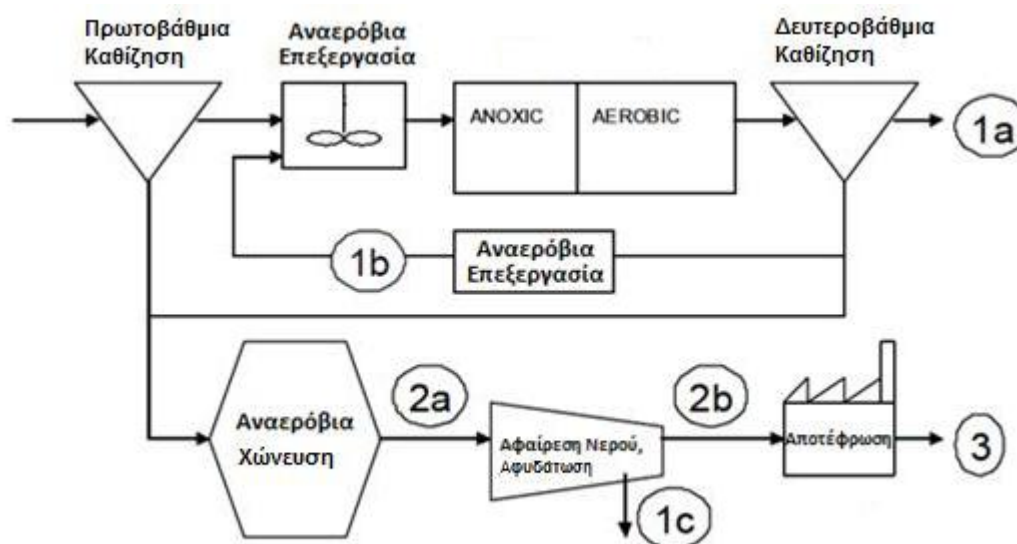 Πρωτοβάθμια
Καθίζηση
Αναερόβια
Επεξεργασία
Δευτεροβάθμια
Καθίζηση
ANOXIC
AEROBIC
1a
1b
Αναερόβια
Επεξεργασία
Αναερόβια
Χώνευση
2a
Αφαίρεση Νερού,
Αφυδάτωση
2b
Αποτέφρωση
3
1c